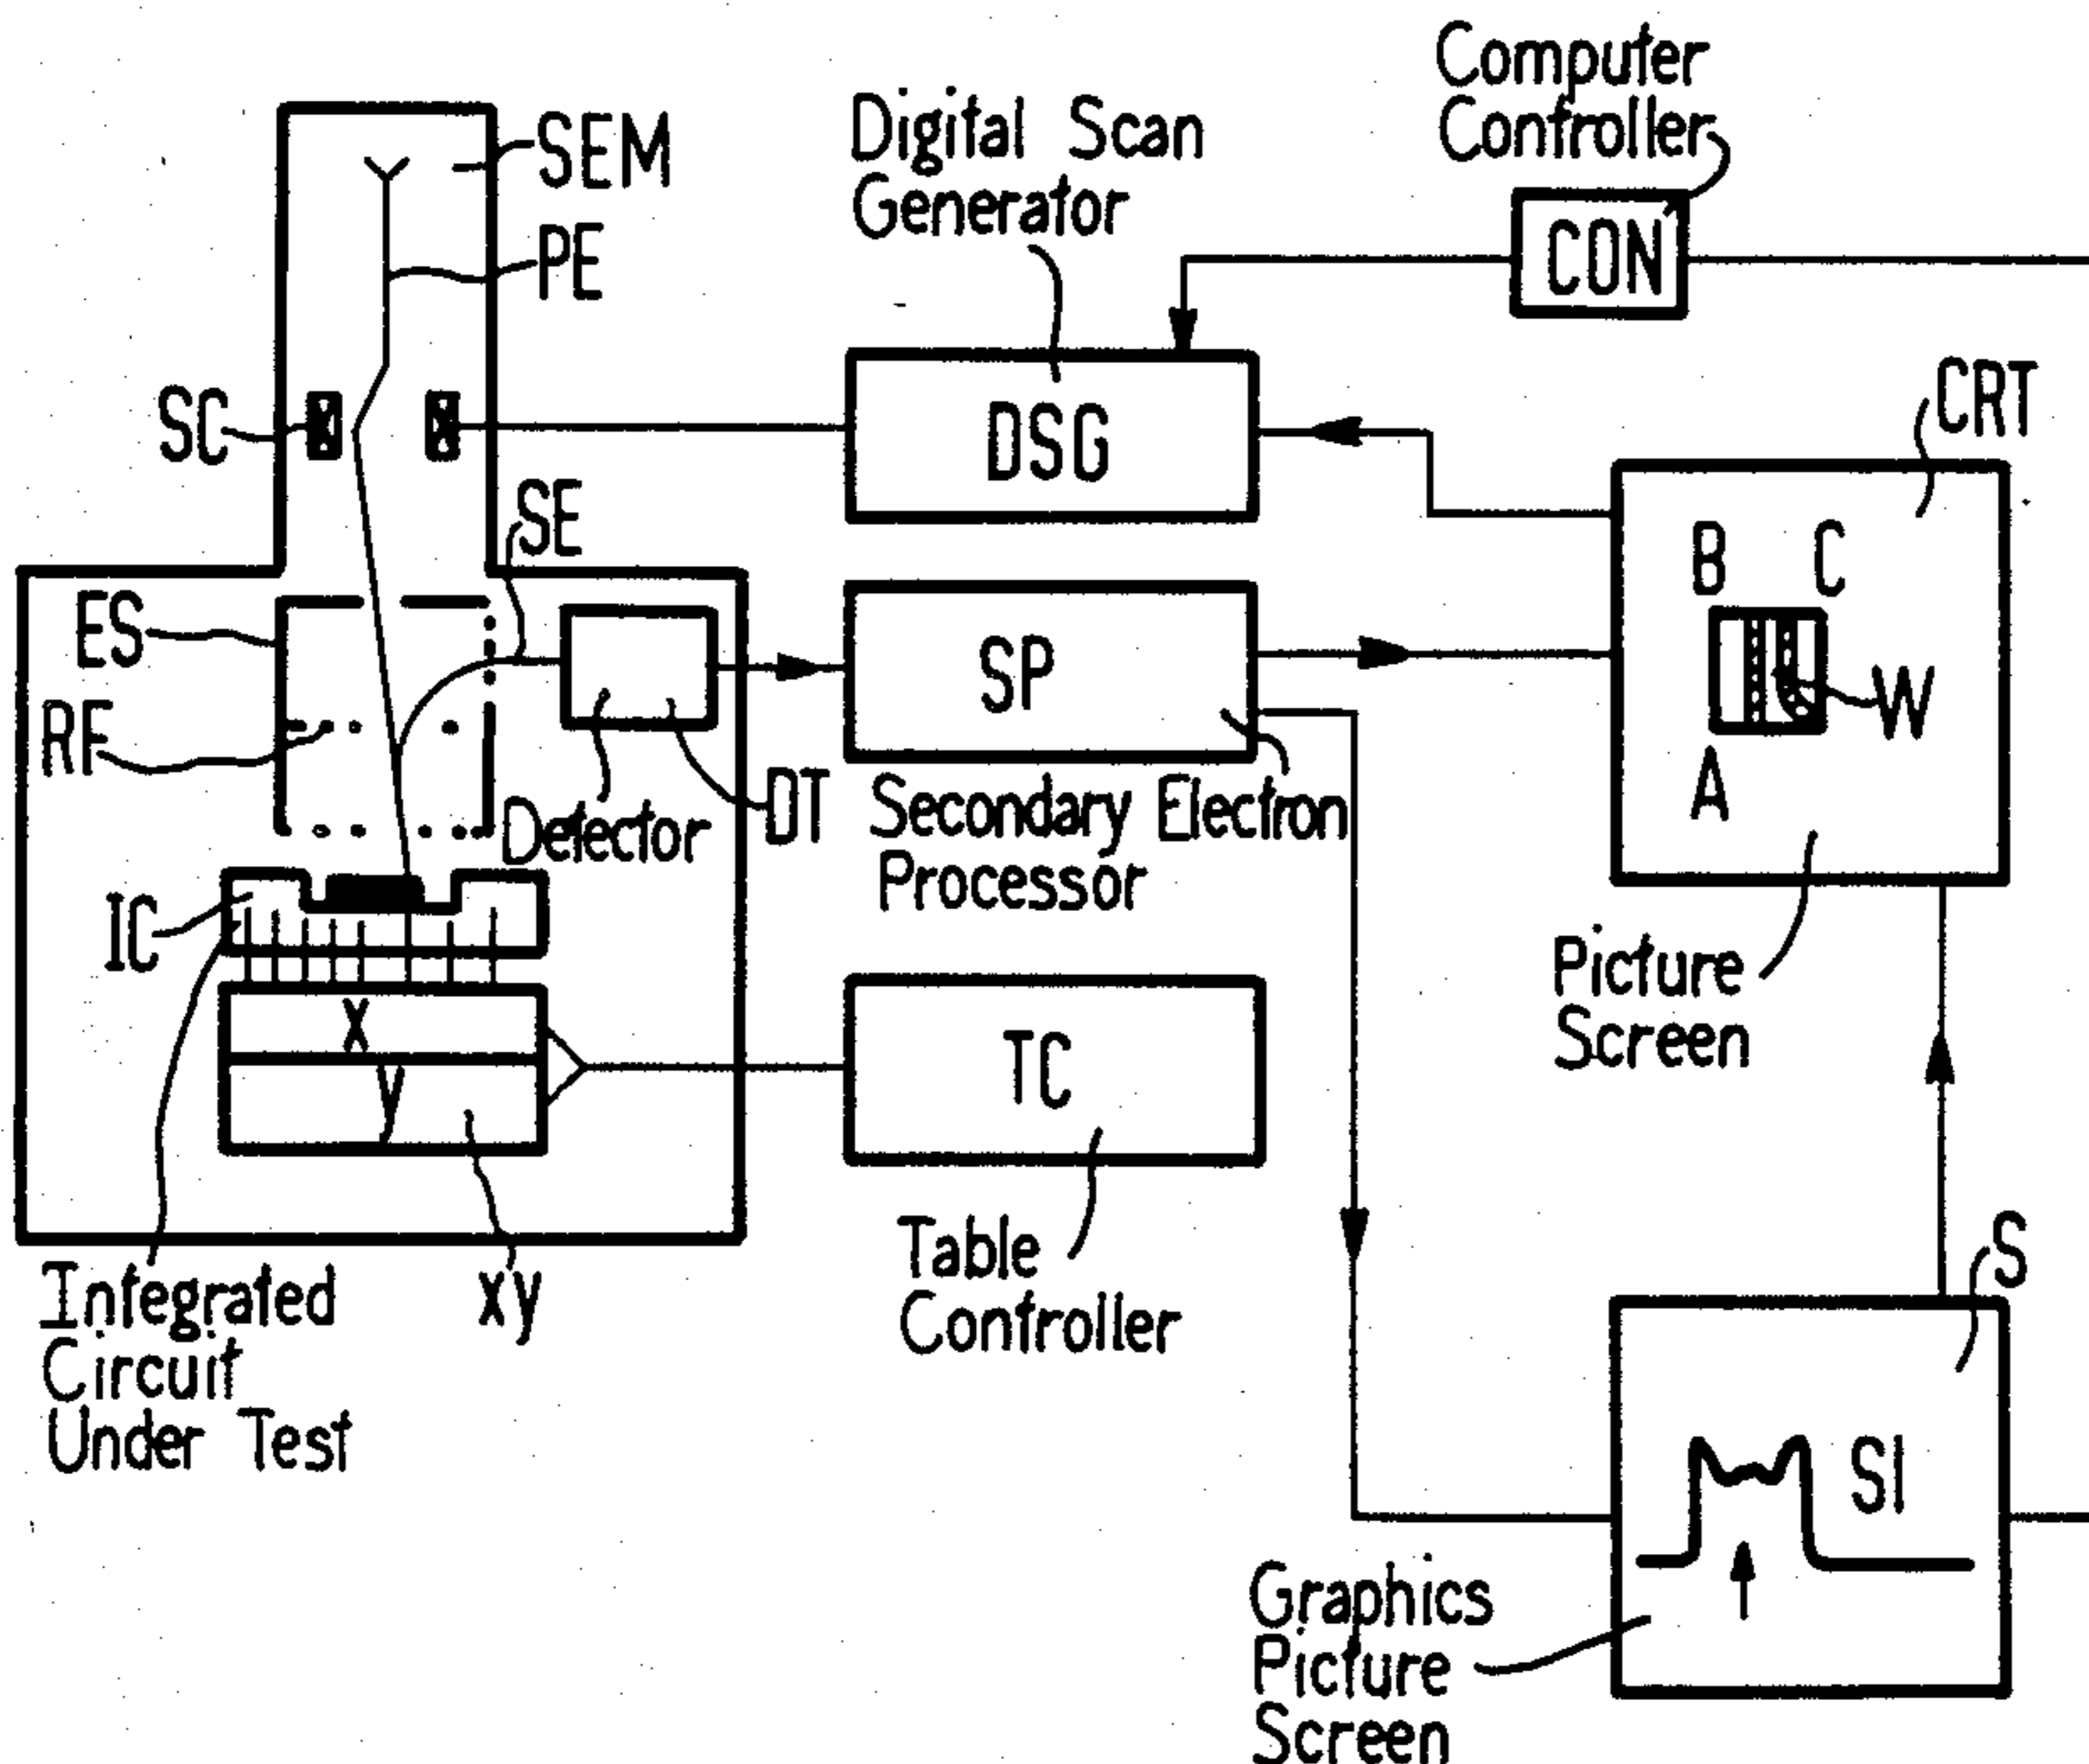 Computer
Controller
CON
Digital Scan
Generator
SEM
PE
SC
DSG
CRT
B C
W
A
SE
ES
RF
SP
Detector
DT
Secondary Electron
Processor
Picture
Screen
IC
X
y
TC
Table
Controller
Integrated
Circuit
Under Test
xy
S
SI
Graphics
Picture
Screen